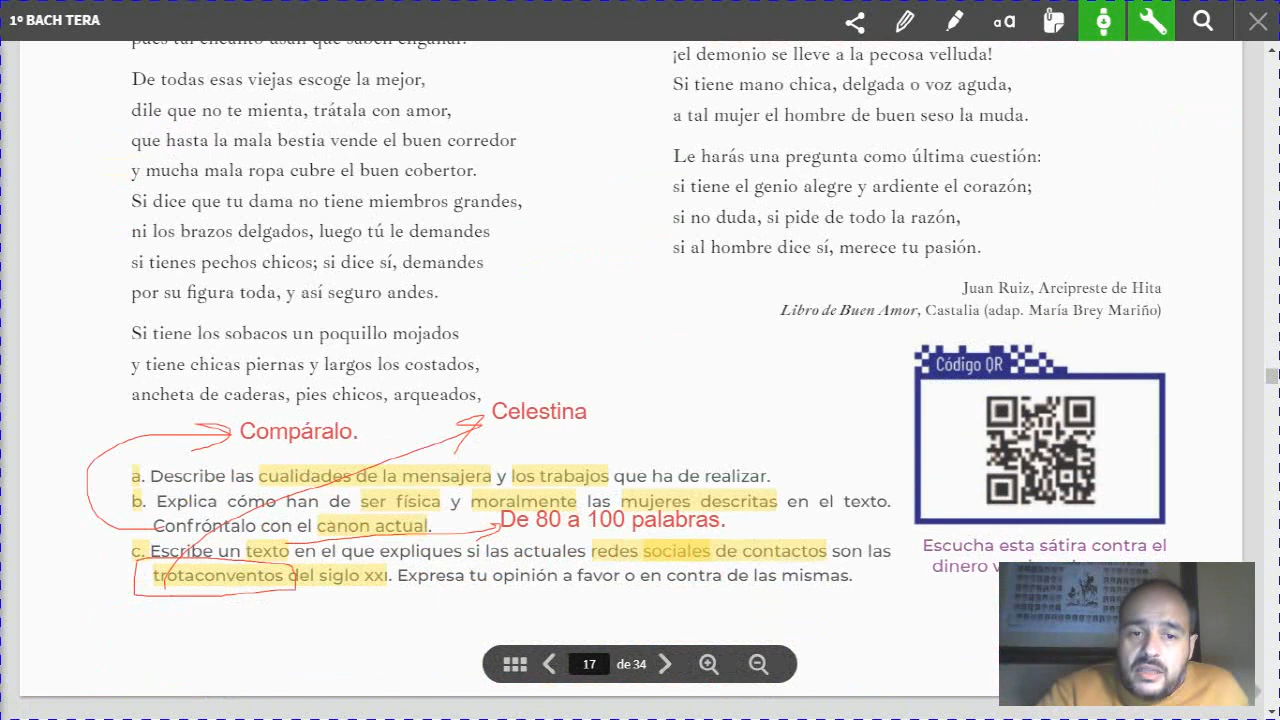 1º BACH TERA
aa
pues tal encanto usan que saben engañar.
De todas esas viejas escoge la mejor,
dile que no te mienta, trátala con amor,
que hasta la mala bestia vende el buen corredor
y mucha mala ropa cubre el buen cobertor.
Si dice que tu dama no tiene miembros grandes,
ni los brazos delgados, luego tú le demandes
si tienes pechos chicos; si dice sí, demandes
por su figura toda, y así seguro andes.
Si tiene los sobacos un poquillo mojados
y tiene chicas piernas y largos los costados,
ancheta de caderas, pies chicos, arqueados,
¡el demonio se lleve a la pecosa velluda!
Si tiene mano chica, delgada o voz aguda,
a tal mujer el hombre de buen seso la muda.
Le harás una pregunta como última cuestión:
si tiene el genio alegre y ardiente el corazón;
si no duda, si pide de todo la razón,
si al hombre dice sí, merece tu pasión.
Juan Ruiz, Arcipreste de Hita
Libro de Buen Amor, Castalia (adap. María Brey Mariño)
Código QR
Escucha esta sátira contra el
dinero
Celestina
Compáralo.
a. Describe las cualidades de la mensajera y los trabajos que ha de realizar.
b. Explica cómo han de ser física y moralmente las mujeres descritas en el texto.
Confróntalo con el canon actual.
De 80 a 100 palabras.
c. Escribe un texto en el que expliques si las actuales redes sociales de contactos son las
trotaconventos del siglo XXI. Expresa tu opinión a favor o en contra de las mismas.
17 de 34